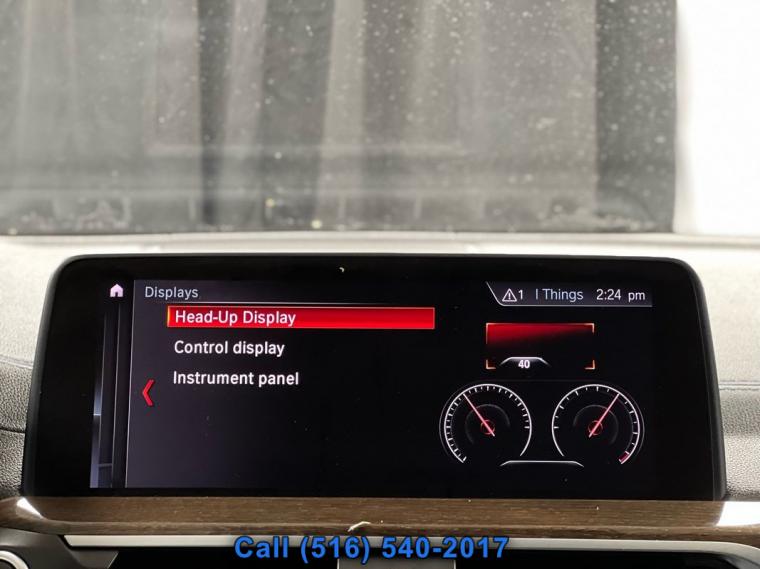 Displays
1 | Things 2:24 pm
Head-Up Display
Control display
Instrument panel
40
Call (516) 540-2017